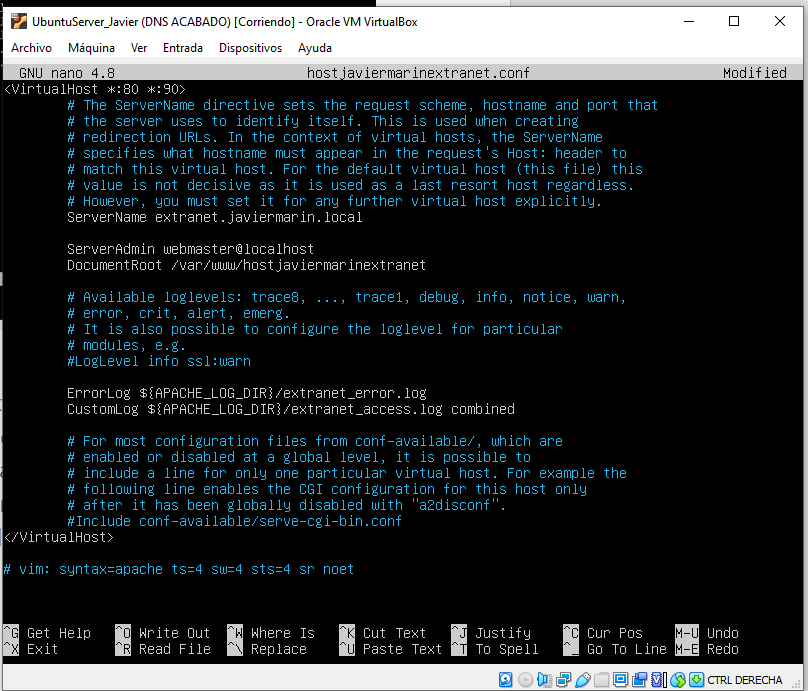 UbuntuServer_Javier (DNS ACABADO) [Corriendo] - Oracle VM VirtualBox
Archivo Máquina Ver Entrada Dispositivos Ayuda
GNU nano 4.8 hostjaviermarinextranet.conf Modified
<VirtualHost *:80 *:90>
# The ServerName directive sets the request scheme, hostname and port that
# the server uses to identify itself. This is used when creating
# redirection URLs. In the context of virtual hosts, the ServerName
# specifies what hostname must appear in the request's Host: header to
# match this virtual host. For the default virtual host (this file) this
# value is not decisive as it is used as a last resort host regardless.
# However, you must set it for any further virtual host explicitly.
ServerName extranet.javiermarin.local
ServerAdmin webmaster@localhost
DocumentRoot /var/www/hostjaviermarinextranet
# Available loglevels: trace8, ..., trace1, debug, info, notice, warn,
# error, crit, alert, emerg.
# It is also possible to configure the loglevel for particular
# modules, e.g.
#LogLevel info ssl:warn
ErrorLog ${APACHE_LOG_DIR}/extranet_error.log
CustomLog ${APACHE_LOG_DIR}/extranet_access.log combined
# For most configuration files from conf-available/, which are
# enabled or disabled at a global level, it is possible to
# include a line for only one particular virtual host. For example the
# following line enables the CGI configuration for this host only
# after it has been globally disabled with "a2disconf".
#Include conf-available/serve-cgi-bin.conf
</VirtualHost>
# vim: syntax=apache ts=4 sw=4 sts=4 sr noet
^G Get Help ^O Write Out ^W Where Is ^K Cut Text ^J Justify ^C Cur Pos M-U Undo
^X Exit ^R Read File ^\ Replace ^U Paste Text ^T To Spell ^_ Go To Line M-E Redo
CTRL DERECHA